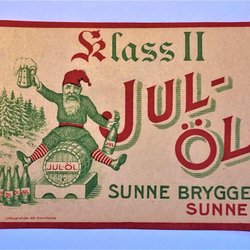 Klass II
JUL-
ÖL
JUL-ÖL
SUNNE BRYGGE
SUNNE